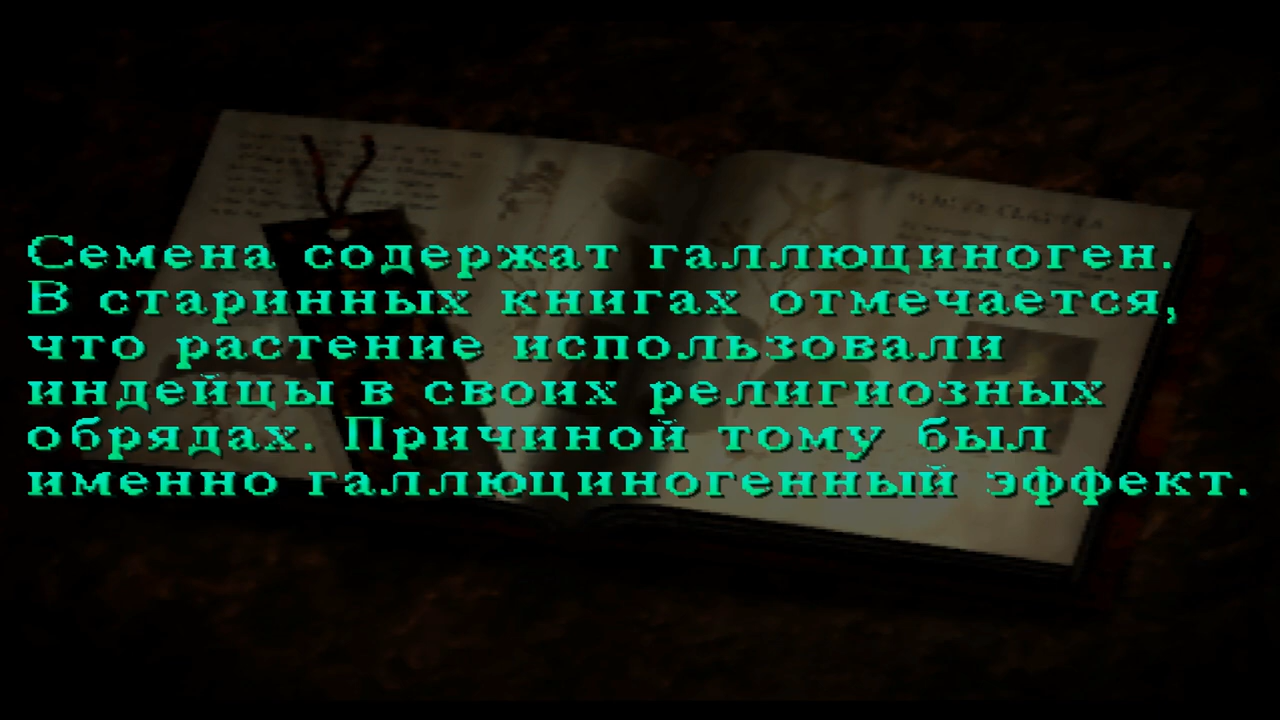 Семена содержат галлюциноген.
В старинных книгах отмечается,
что растение использовали
индейцы в своих религиозных
обрядах. Причиной тому был
именно галлюциногенный эффект.